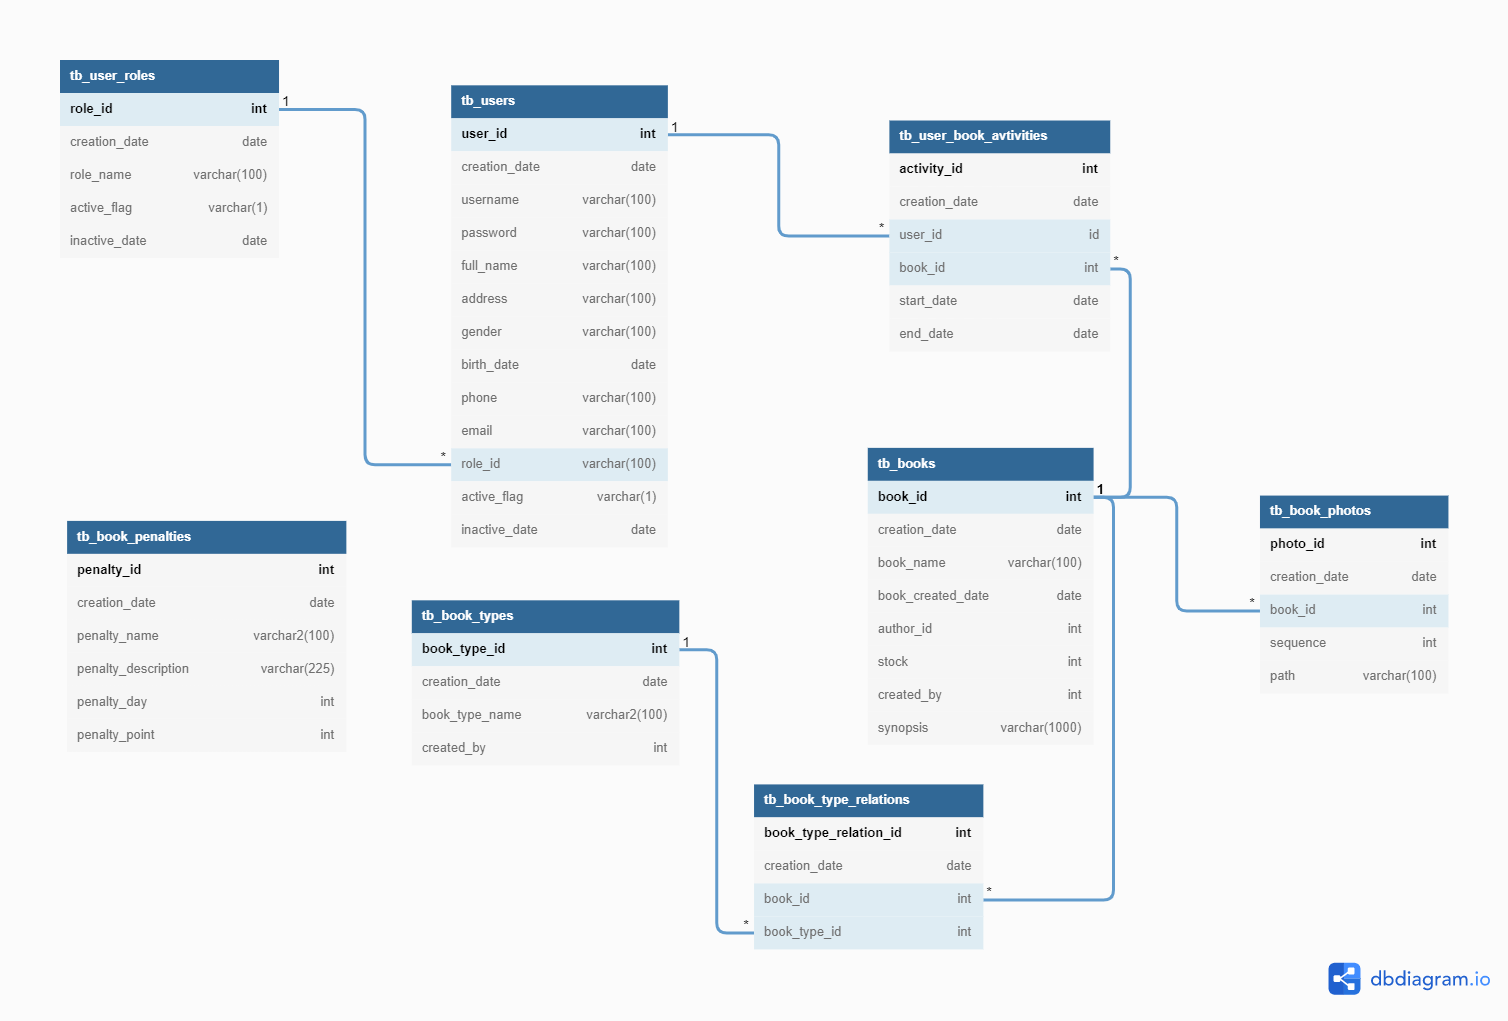 tb_user_roles
role_id int
creation_date date
role_name varchar(100)
active_flag varchar(1)
inactive_date date
1
*
tb_users
user_id int
creation_date date
username varchar(100)
password varchar(100)
full_name varchar(100)
address varchar(100)
gender varchar(100)
birth_date date
phone varchar(100)
email varchar(100)
role_id varchar(100)
active_flag varchar(1)
inactive_date date
1
*
tb_user_book_avtivities
activity_id int
creation_date date
user_id id
book_id int
start_date date
end_date date
*
tb_books
book_id int
creation_date date
book_name varchar(100)
book_created_date date
author_id int
stock int
created_by int
synopsis varchar(1000)
1
*
tb_book_photos
photo_id int
creation_date date
book_id int
sequence int
path varchar(100)
tb_book_penalties
penalty_id int
creation_date date
penalty_name varchar2(100)
penalty_description varchar(225)
penalty_day int
penalty_point int
tb_book_types
book_type_id int
creation_date date
book_type_name varchar2(100)
created_by int
1
*
tb_book_type_relations
book_type_relation_id int
creation_date date
book_id int
book_type_id int
*
dbdiagram.io